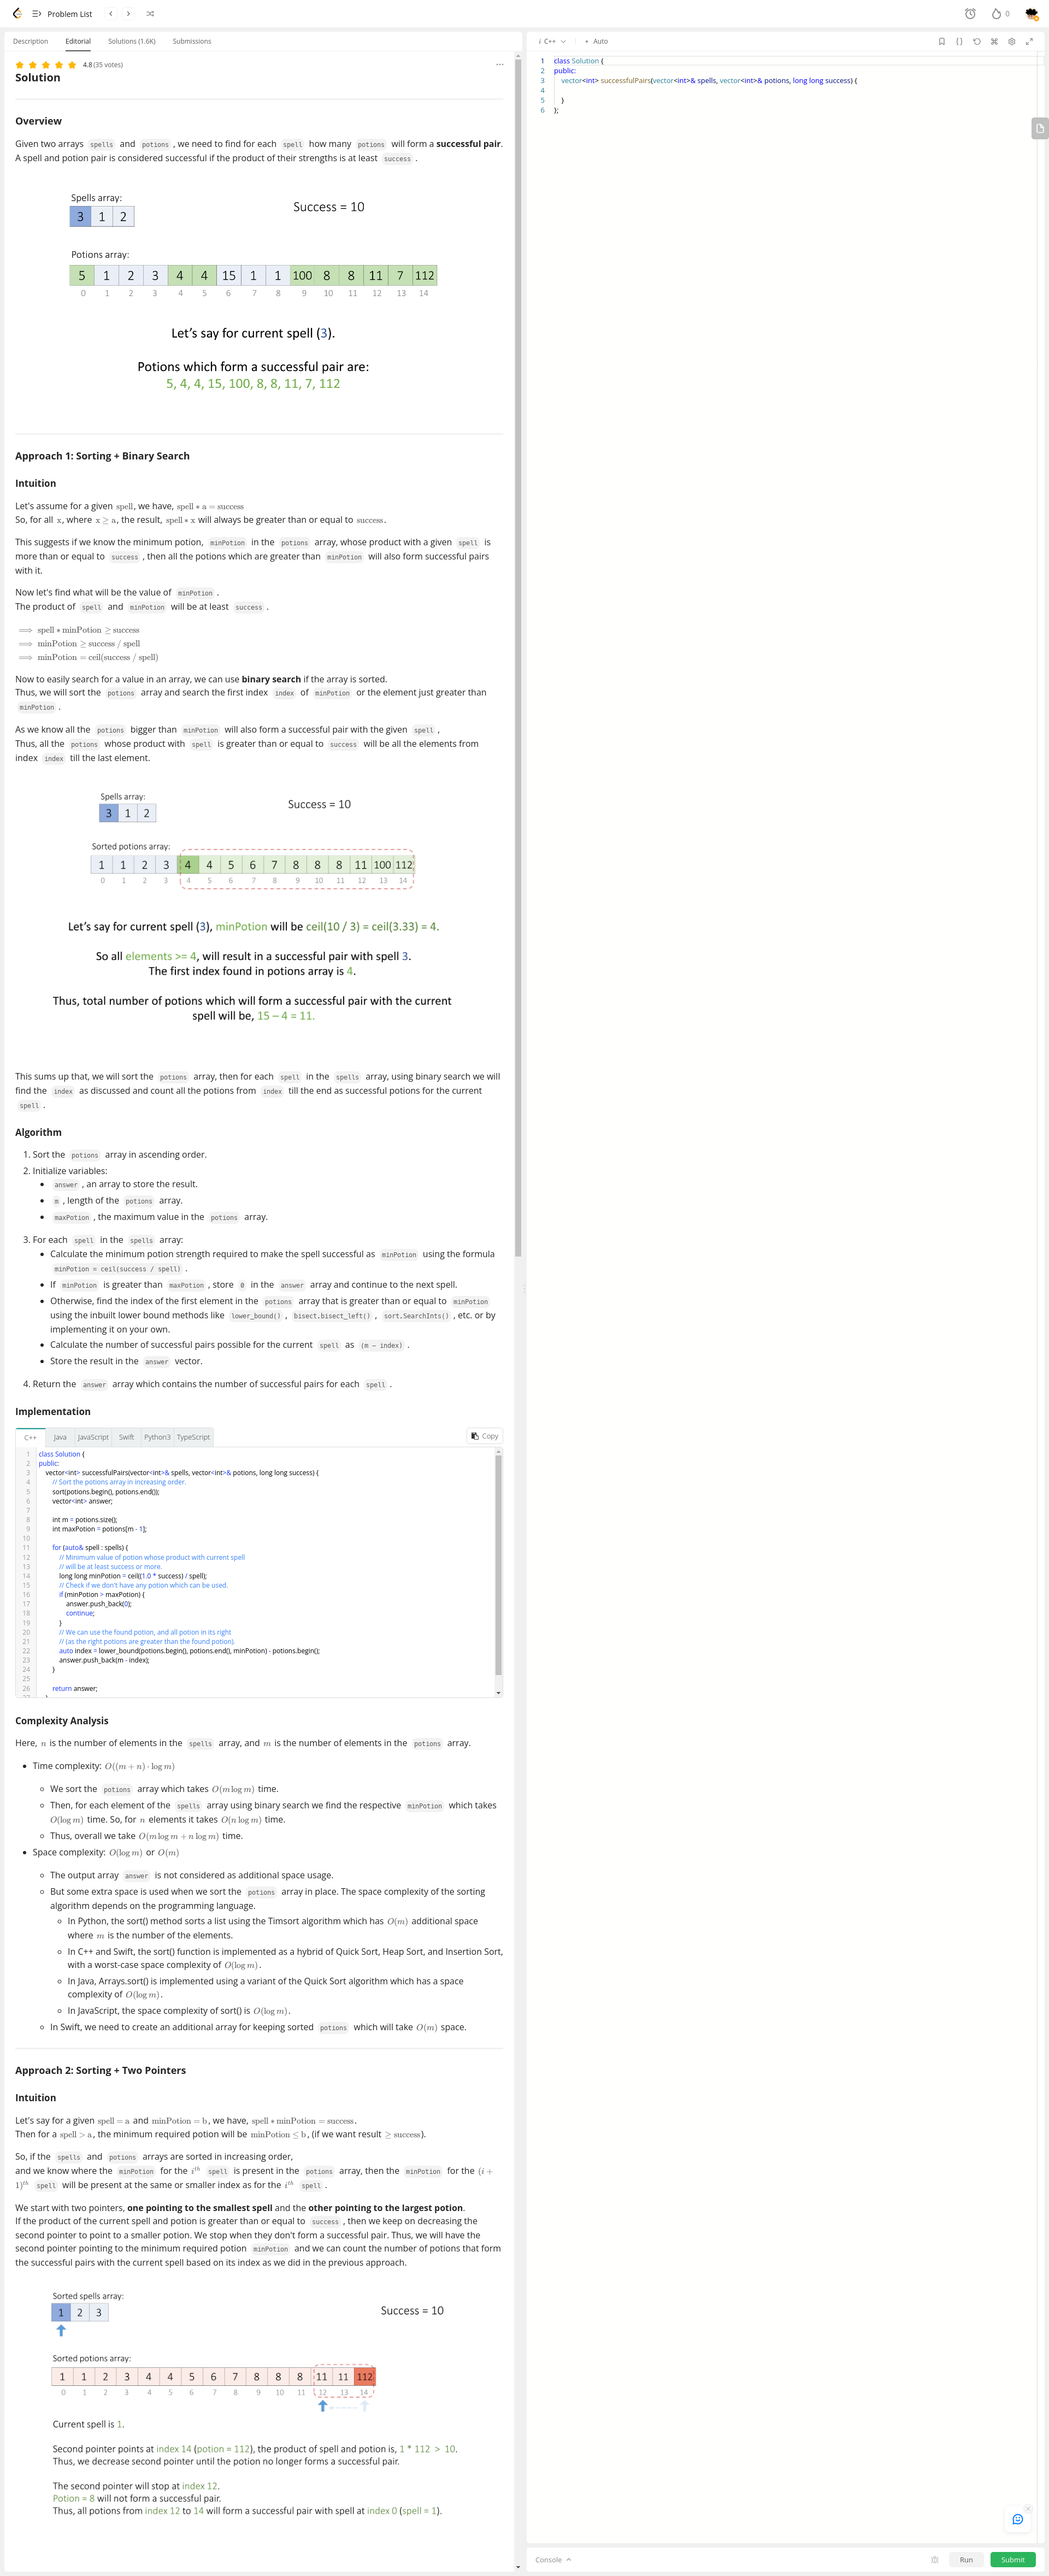 Problem List
0
Description
Editorial
Solutions (1.6K)
Submissions
4.8 (35 votes)
Solution
Overview
Given two arrays spells and potions , we need to find for each spell how many potions will form a successful pair.
A spell and potion pair is considered successful if the product of their strengths is at least success .
Spells array:
3 1 2
Success = 10
Potions array:
5 1 2 3 4 4 15 1 1 100 8 8 11 7 112
0 1 2 3 4 5 6 7 8 9 10 11 12 13 14
Let's say for current spell (3).
Potions which form a successful pair are:
5, 4, 4, 15, 100, 8, 8, 11, 7, 112
Approach 1: Sorting + Binary Search
Intuition
Let's assume for a given spell, we have, spell ∗ a = success
So, for all x, where x ≥ a, the result, spell ∗ x will always be greater than or equal to success.
This suggests if we know the minimum potion, minPotion in the potions array, whose product with a given spell is
more than or equal to success , then all the potions which are greater than minPotion will also form successful pairs
with it.
Now let's find what will be the value of minPotion .
The product of spell and minPotion will be at least success .
⟹ spell ∗ minPotion ≥ success
⟹ minPotion ≥ success / spell
⟹ minPotion = ceil(success / spell)
Now to easily search for a value in an array, we can use binary search if the array is sorted.
Thus, we will sort the potions array and search the first index index of minPotion or the element just greater than
minPotion .
As we know all the potions bigger than minPotion will also form a successful pair with the given spell ,
Thus, all the potions whose product with spell is greater than or equal to success will be all the elements from
index index till the last element.
Spells array:
3 1 2
Success = 10
Sorted potions array:
1 1 2 3 4 4 5 6 7 8 8 8 11 100 112
0 1 2 3 4 5 6 7 8 9 10 11 12 13 14
Let's say for current spell (3), minPotion will be ceil(10 / 3) = ceil(3.33) = 4.
So all elements >= 4, will result in a successful pair with spell 3.
The first index found in potions array is 4.
Thus, total number of potions which will form a successful pair with the current
spell will be, 15 – 4 = 11.
This sums up that, we will sort the potions array, then for each spell in the spells array, using binary search we will
find the index as discussed and count all the potions from index till the end as successful potions for the current
spell .
Algorithm
1. Sort the potions array in ascending order.
2. Initialize variables:
• answer , an array to store the result.
• m , length of the potions array.
• maxPotion , the maximum value in the potions array.
3. For each spell in the spells array:
• Calculate the minimum potion strength required to make the spell successful as minPotion using the formula
minPotion = ceil(success / spell) .
• If minPotion is greater than maxPotion , store 0 in the answer array and continue to the next spell.
• Otherwise, find the index of the first element in the potions array that is greater than or equal to minPotion
using the inbuilt lower bound methods like lower_bound() , bisect.bisect_left() , sort.SearchInts() , etc. or by
implementing it on your own.
• Calculate the number of successful pairs possible for the current spell as (m − index) .
• Store the result in the answer vector.
4. Return the answer array which contains the number of successful pairs for each spell .
Implementation
C++ Java JavaScript Swift Python3 TypeScript
Copy
1 class Solution {
2 public:
3 vector<int> successfulPairs(vector<int>& spells, vector<int>& potions, long long success) {
4 // Sort the potions array in increasing order.
5 sort(potions.begin(), potions.end());
6 vector<int> answer;
7
8 int m = potions.size();
9 int maxPotion = potions[m - 1];
10
11 for (auto& spell : spells) {
12 // Minimum value of potion whose product with current spell
13 // will be at least success or more.
14 long long minPotion = ceil((1.0 * success) / spell);
15 // Check if we don't have any potion which can be used.
16 if (minPotion > maxPotion) {
17 answer.push_back(0);
18 continue;
19 }
20 // We can use the found potion, and all potion in its right
21 // (as the right potions are greater than the found potion).
22 auto index = lower_bound(potions.begin(), potions.end(), minPotion) - potions.begin();
23 answer.push_back(m - index);
24 }
25
26 return answer;
27 }
Complexity Analysis
Here, n is the number of elements in the spells array, and m is the number of elements in the potions array.
• Time complexity: O((m + n) · log m)
◦ We sort the potions array which takes O(m log m) time.
◦ Then, for each element of the spells array using binary search we find the respective minPotion which takes
O(log m) time. So, for n elements it takes O(n log m) time.
◦ Thus, overall we take O(m log m + n log m) time.
• Space complexity: O(log m) or O(m)
◦ The output array answer is not considered as additional space usage.
◦ But some extra space is used when we sort the potions array in place. The space complexity of the sorting
algorithm depends on the programming language.
◦ In Python, the sort() method sorts a list using the Timsort algorithm which has O(m) additional space
where m is the number of the elements.
◦ In C++ and Swift, the sort() function is implemented as a hybrid of Quick Sort, Heap Sort, and Insertion Sort,
with a worst-case space complexity of O(log m).
◦ In Java, Arrays.sort() is implemented using a variant of the Quick Sort algorithm which has a space
complexity of O(log m).
◦ In JavaScript, the space complexity of sort() is O(log m).
◦ In Swift, we need to create an additional array for keeping sorted potions which will take O(m) space.
Approach 2: Sorting + Two Pointers
Intuition
Let's say for a given spell = a and minPotion = b, we have, spell ∗ minPotion = success.
Then for a spell > a, the minimum required potion will be minPotion ≤ b, (if we want result ≥ success).
So, if the spells and potions arrays are sorted in increasing order,
and we know where the minPotion for the i^th spell is present in the potions array, then the minPotion for the (i +
1)^th spell will be present at the same or smaller index as for the i^th spell .
We start with two pointers, one pointing to the smallest spell and the other pointing to the largest potion.
If the product of the current spell and potion is greater than or equal to success , then we keep on decreasing the
second pointer to point to a smaller potion. We stop when they don't form a successful pair. Thus, we will have the
second pointer pointing to the minimum required potion minPotion and we can count the number of potions that form
the successful pairs with the current spell based on its index as we did in the previous approach.
Sorted spells array:
1 2 3
Success = 10
Sorted potions array:
1 1 2 3 4 4 5 6 7 8 8 8 11 11 112
0 1 2 3 4 5 6 7 8 9 10 11 12 13 14
Current spell is 1.
Second pointer points at index 14 (potion = 112), the product of spell and potion is, 1 * 112 > 10.
Thus, we decrease second pointer until the potion no longer forms a successful pair.
The second pointer will stop at index 12.
Potion = 8 will not form a successful pair.
Thus, all potions from index 12 to 14 will form a successful pair with spell at index 0 (spell = 1).
i C++
Auto
1 class Solution {
2 public:
3 vector<int> successfulPairs(vector<int>& spells, vector<int>& potions, long long success) {
4
5 }
6 };
Console
Run
Submit